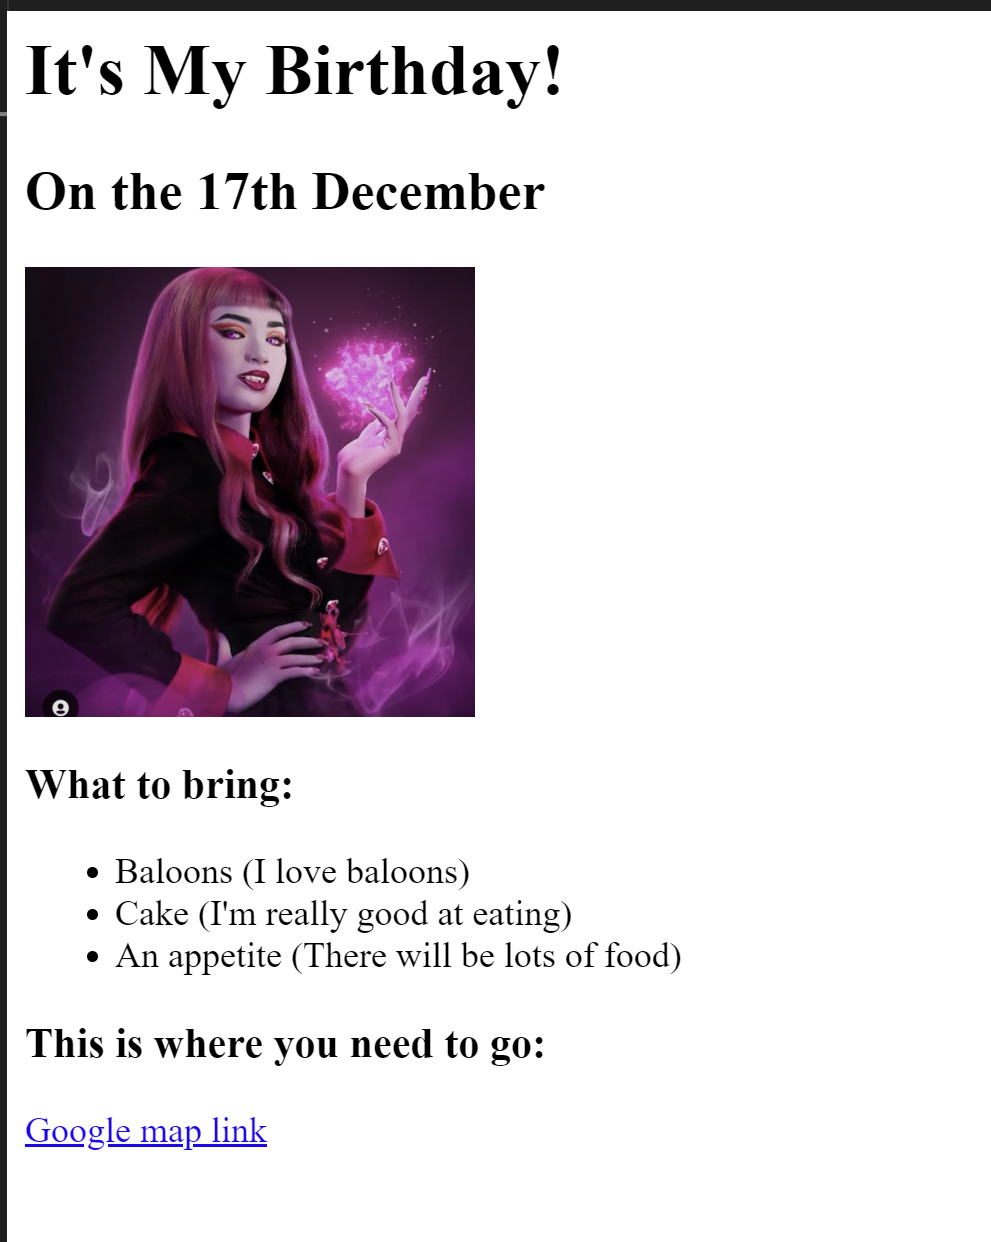 It's My Birthday!
On the 17th December
What to bring:
Baloons (I love baloons)
Cake (I'm really good at eating)
An appetite (There will be lots of food)
This is where you need to go:
Google map link